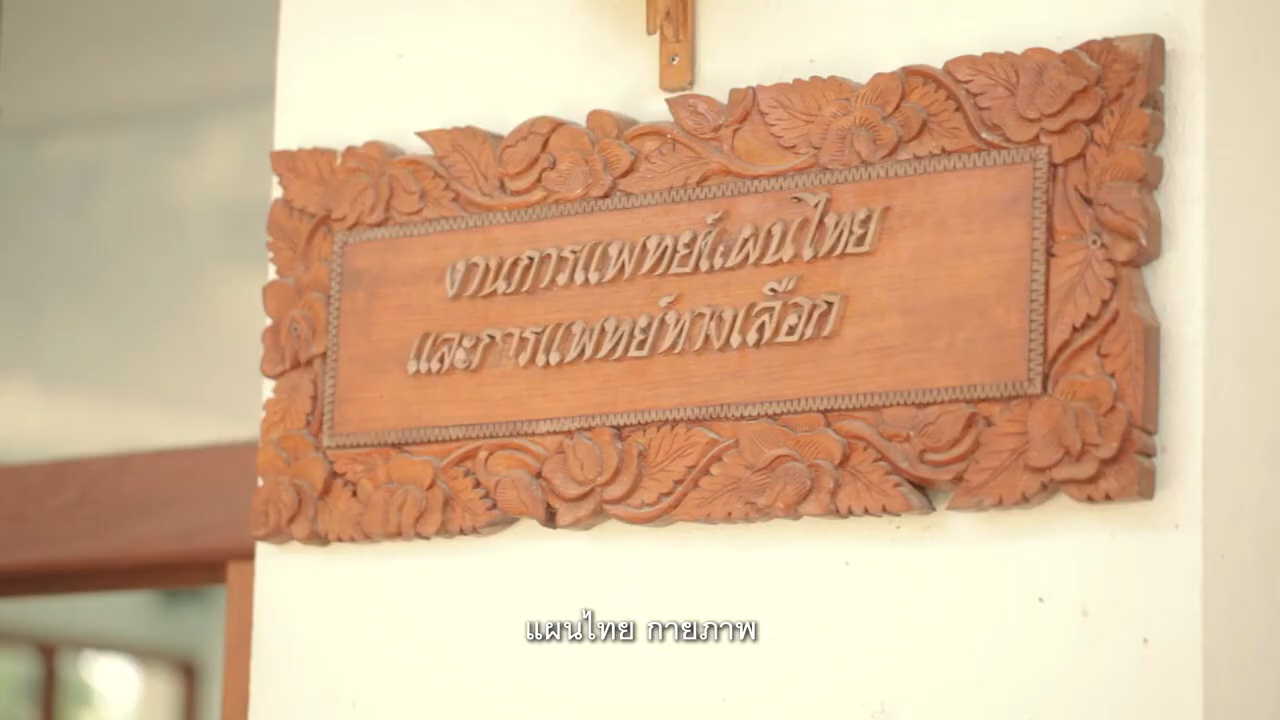 งานการแพทย์แผนไทย
และการแพทย์ทางเลือก
แผนไทย กายภาพ